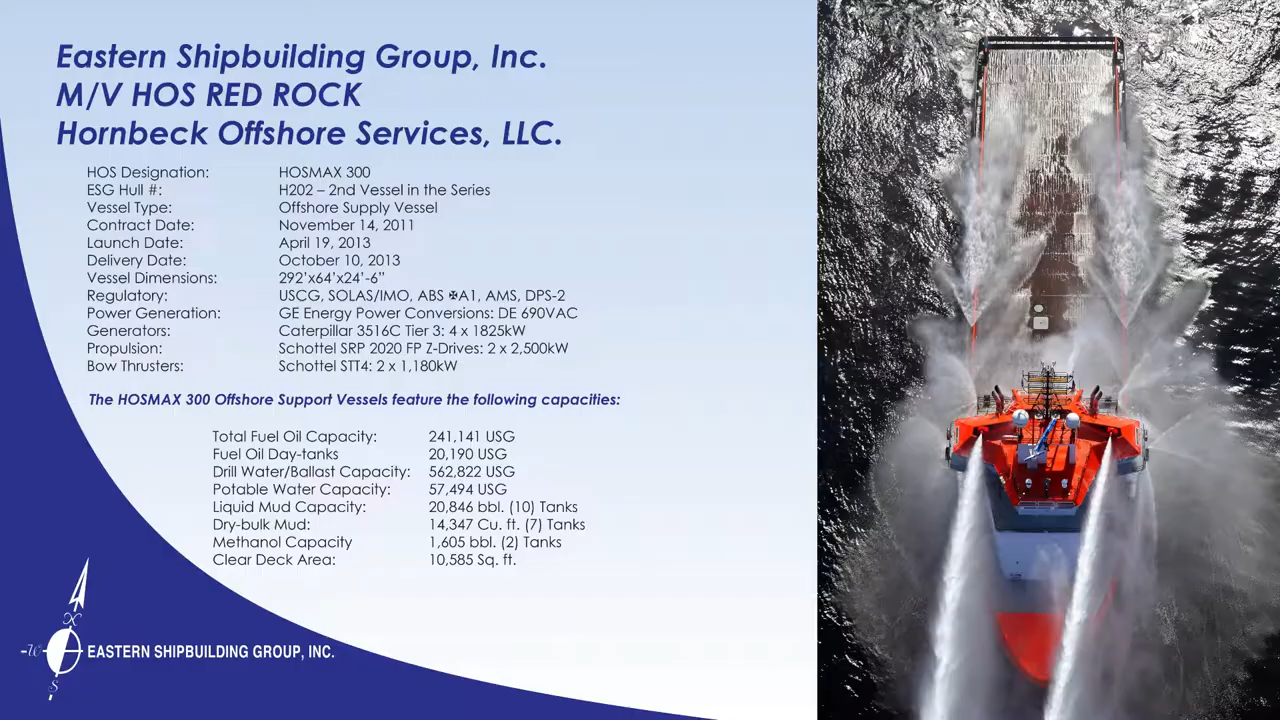 Eastern Shipbuilding Group, Inc.
M/V HOS RED ROCK
Hornbeck Offshore Services, LLC.
HOS Designation: HOSMAX 300
ESG Hull #: H202 – 2nd Vessel in the Series
Vessel Type: Offshore Supply Vessel
Contract Date: November 14, 2011
Launch Date: April 19, 2013
Delivery Date: October 10, 2013
Vessel Dimensions: 292’x64’x24’-6”
Regulatory: USCG, SOLAS/IMO, ABS ✠A1, AMS, DPS-2
Power Generation: GE Energy Power Conversions: DE 690VAC
Generators: Caterpillar 3516C Tier 3: 4 x 1825kW
Propulsion: Schottel SRP 2020 FP Z-Drives: 2 x 2,500kW
Bow Thrusters: Schottel STT4: 2 x 1,180kW
The HOSMAX 300 Offshore Support Vessels feature the following capacities:
Total Fuel Oil Capacity: 241,141 USG
Fuel Oil Day-tanks 20,190 USG
Drill Water/Ballast Capacity: 562,822 USG
Potable Water Capacity: 57,494 USG
Liquid Mud Capacity: 20,846 bbl. (10) Tanks
Dry-bulk Mud: 14,347 Cu. ft. (7) Tanks
Methanol Capacity 1,605 bbl. (2) Tanks
Clear Deck Area: 10,585 Sq. ft.
W
S
EASTERN SHIPBUILDING GROUP, INC.